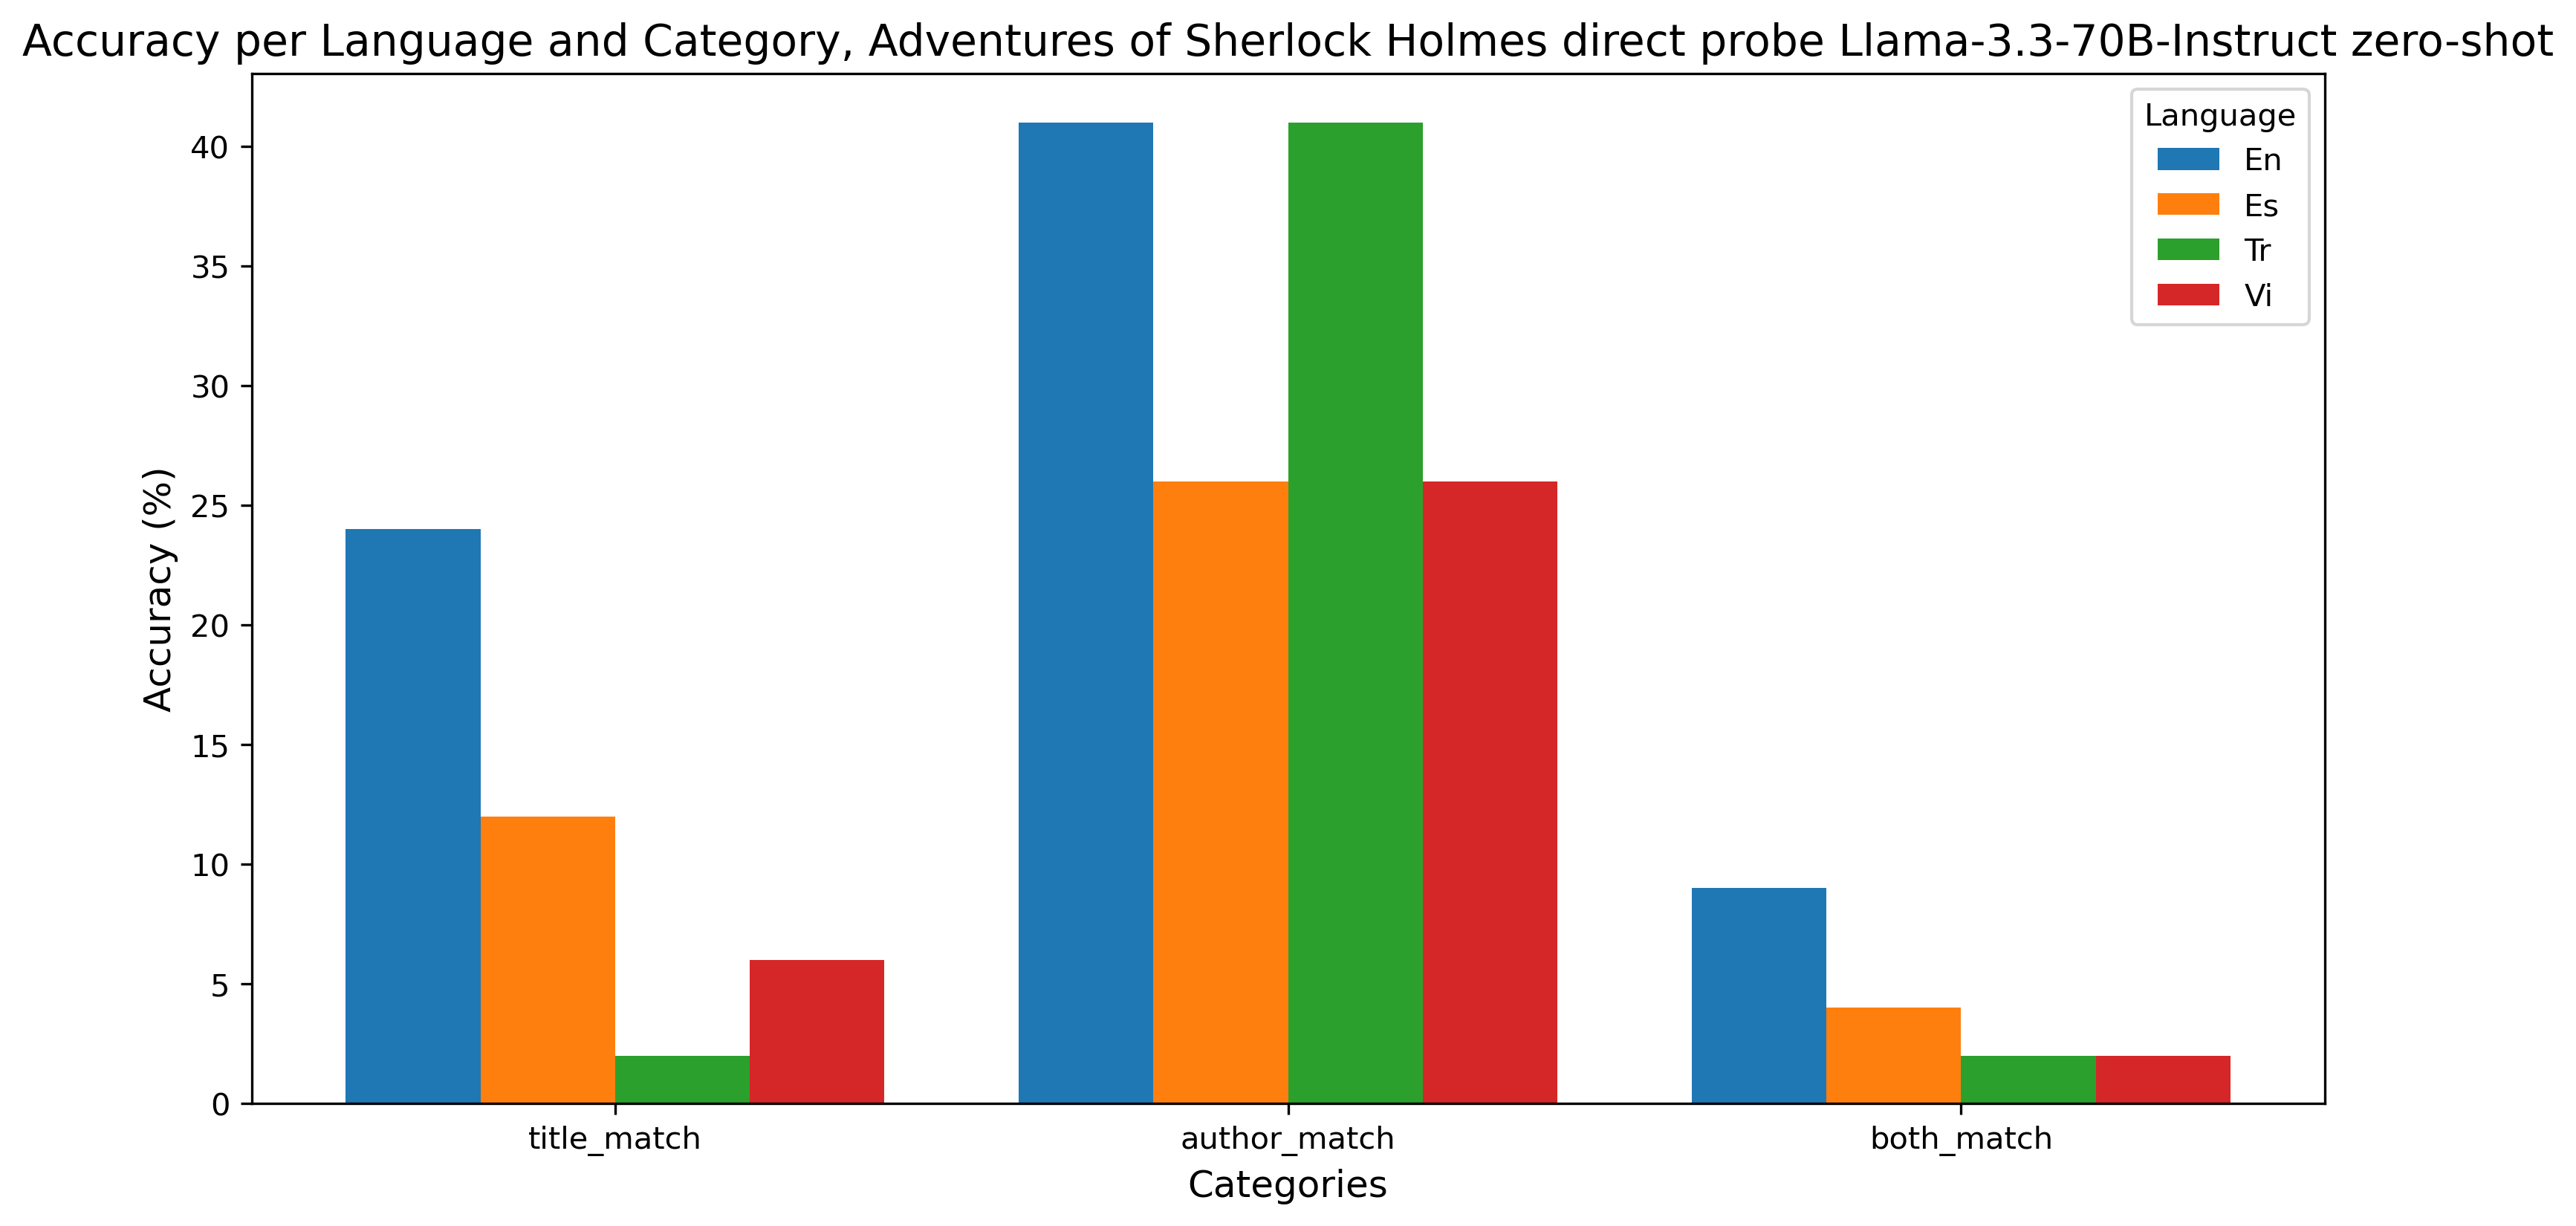 Accuracy per Language and Category, Adventures of Sherlock Holmes direct probe Llama-3.3-70B-Instruct zero-shot
Language
En
Es
Tr
Vi
Accuracy (%)
40
35
30
25
20
15
10
5
0
title_match
author_match
both_match
Categories